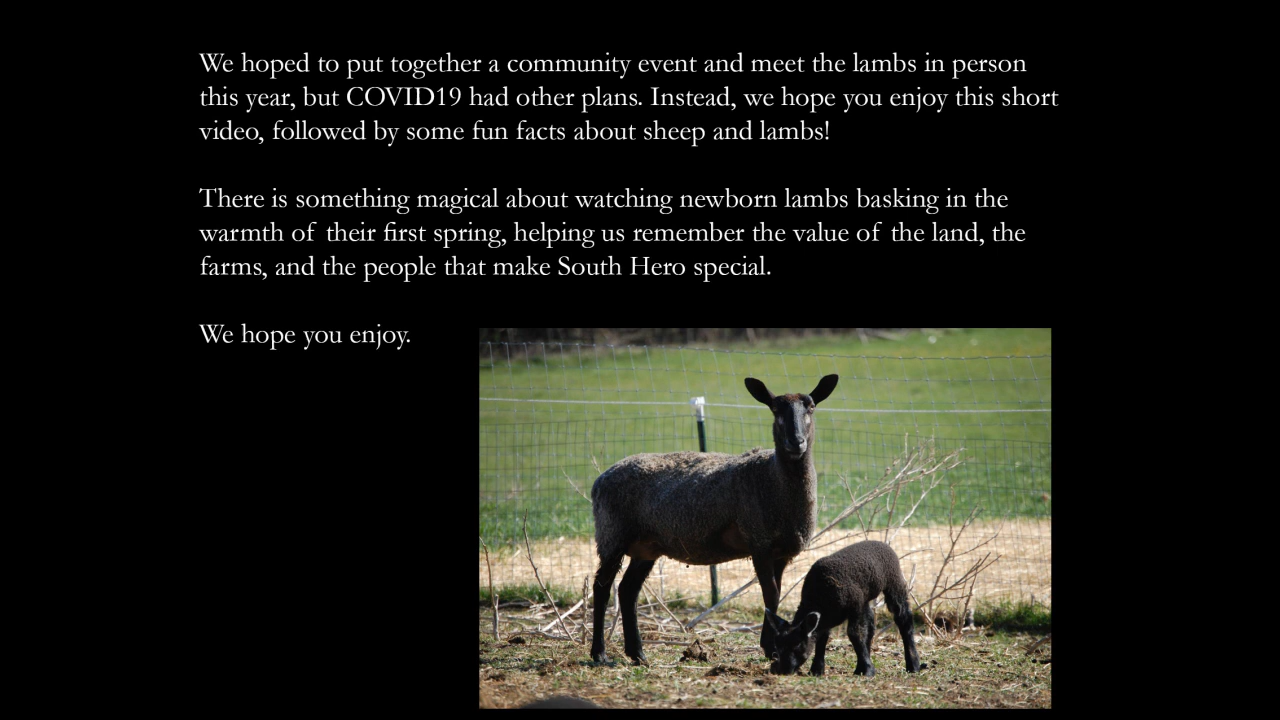 We hoped to put together a community event and meet the lambs in person
this year, but COVID19 had other plans. Instead, we hope you enjoy this short
video, followed by some fun facts about sheep and lambs!
There is something magical about watching newborn lambs basking in the
warmth of their first spring, helping us remember the value of the land, the
farms, and the people that make South Hero special.
We hope you enjoy.